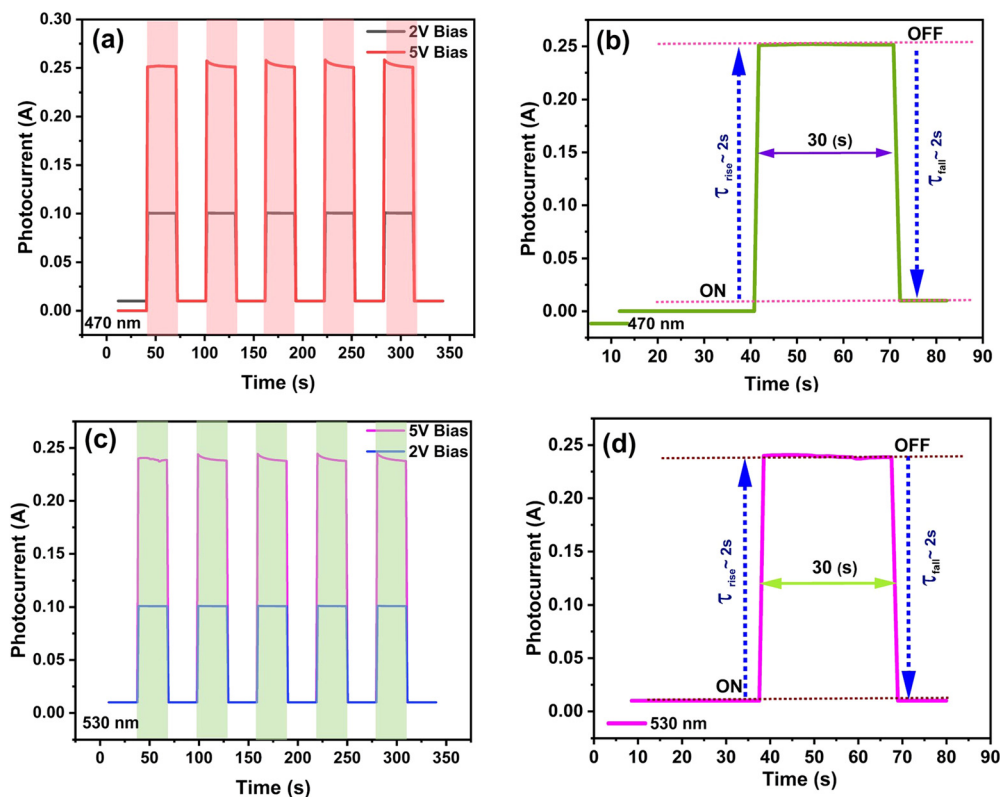 (a)
2V Bias
5V Bias
Photocurrent (A)
0.30
0.25
0.20
0.15
0.10
0.05
0.00
470 nm
0 50 100 150 200 250 300 350
Time (s)
(b)
OFF
Photocurrent (A)
0.25
0.20
0.15
0.10
0.05
0.00
τ rise ~ 2s
30 (s)
τ fall ~ 2s
ON
470 nm
10 20 30 40 50 60 70 80 90
Time (s)
(c)
5V Bias
2V Bias
Photocurrent (A)
0.25
0.20
0.15
0.10
0.05
0.00
530 nm
0 50 100 150 200 250 300 350
Time (s)
(d)
OFF
Photocurrent (A)
0.25
0.20
0.15
0.10
0.05
0.00
τ rise ~ 2s
30 (s)
τ fall ~ 2s
ON
530 nm
0 10 20 30 40 50 60 70 80 90
Time (s)